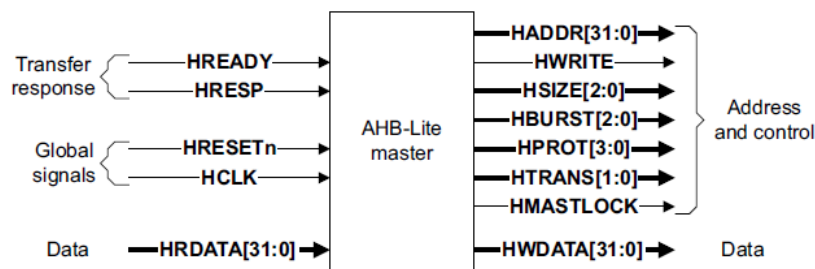 Transfer
response
HREADY
HRESP
Global
signals
HRESETn
HCLK
Data
HRDATA[31:0]
AHB-Lite
master
HADDR[31:0]
HWRITE
HSIZE[2:0]
HBURST[2:0]
HPROT[3:0]
HTRANS[1:0]
HMASTLOCK
Address
and control
HWDATA[31:0]
Data